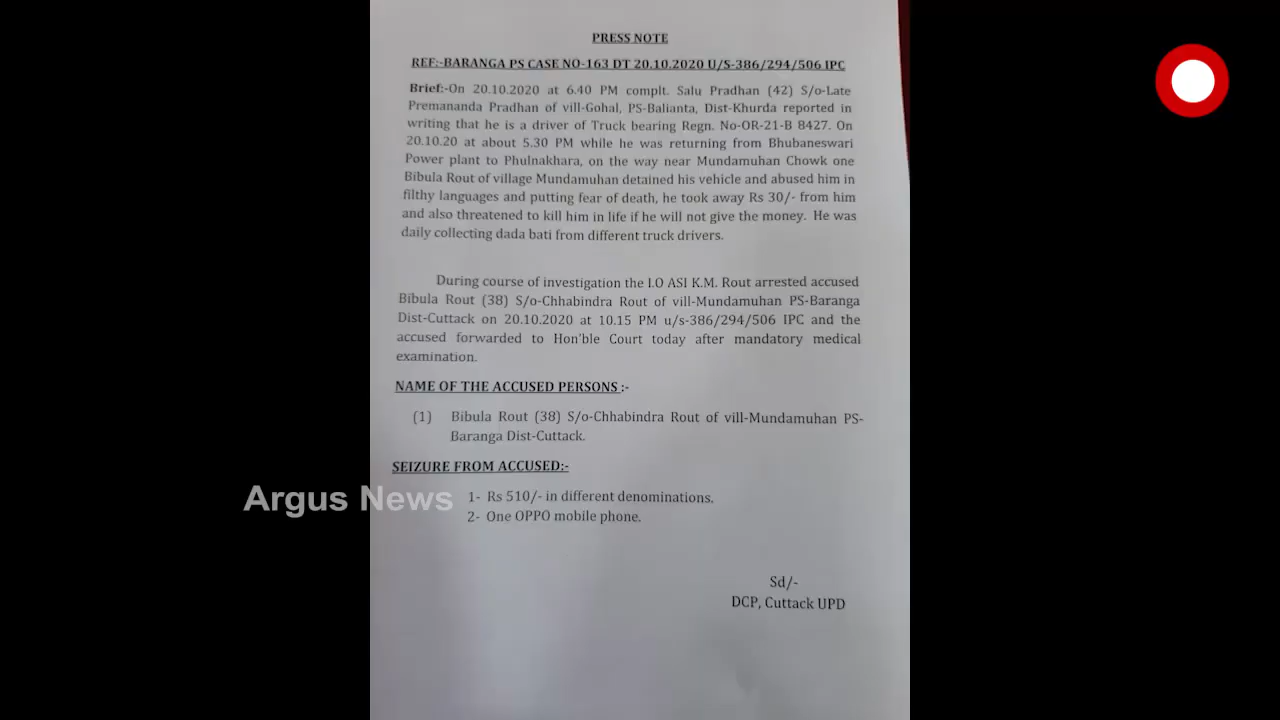 PRESS NOTE
REF:-BARANGA PS CASE NO-163 DT 20.10.2020 U/S-386/294/506 IPC
Brief:-On 20.10.2020 at 6.40 PM complt. Salu Pradhan (42) S/o-Late
Premananda Pradhan of vill-Gohal, PS-Balianta, Dist-Khurda reported in
writing that he is a driver of Truck bearing Regn. No-OR-21-B 8427. On
20.10.20 at about 5.30 PM while he was returning from Bhubaneswari
Power plant to Phulnakhara, on the way near Mundamuhan Chowk one
Bibula Rout of village Mundamuhan detained his vehicle and abused him in
filthy languages and putting fear of death, he took away Rs 30/- from him
and also threatened to kill him in life if he will not give the money. He was
daily collecting dada bati from different truck drivers.
During course of investigation the I.O ASI K.M. Rout arrested accused
Bibula Rout (38) S/o-Chhabindra Rout of vill-Mundamuhan PS-Baranga
Dist-Cuttack on 20.10.2020 at 10.15 PM u/s-386/294/506 IPC and the
accused forwarded to Hon'ble Court today after mandatory medical
examination.
NAME OF THE ACCUSED PERSONS :-
(1) Bibula Rout (38) S/o-Chhabindra Rout of vill-Mundamuhan PS-
Baranga Dist-Cuttack.
SEIZURE FROM ACCUSED:-
Argus News
1- Rs 510/- in different denominations.
2- One OPPO mobile phone.
Sd/-
DCP, Cuttack UPD